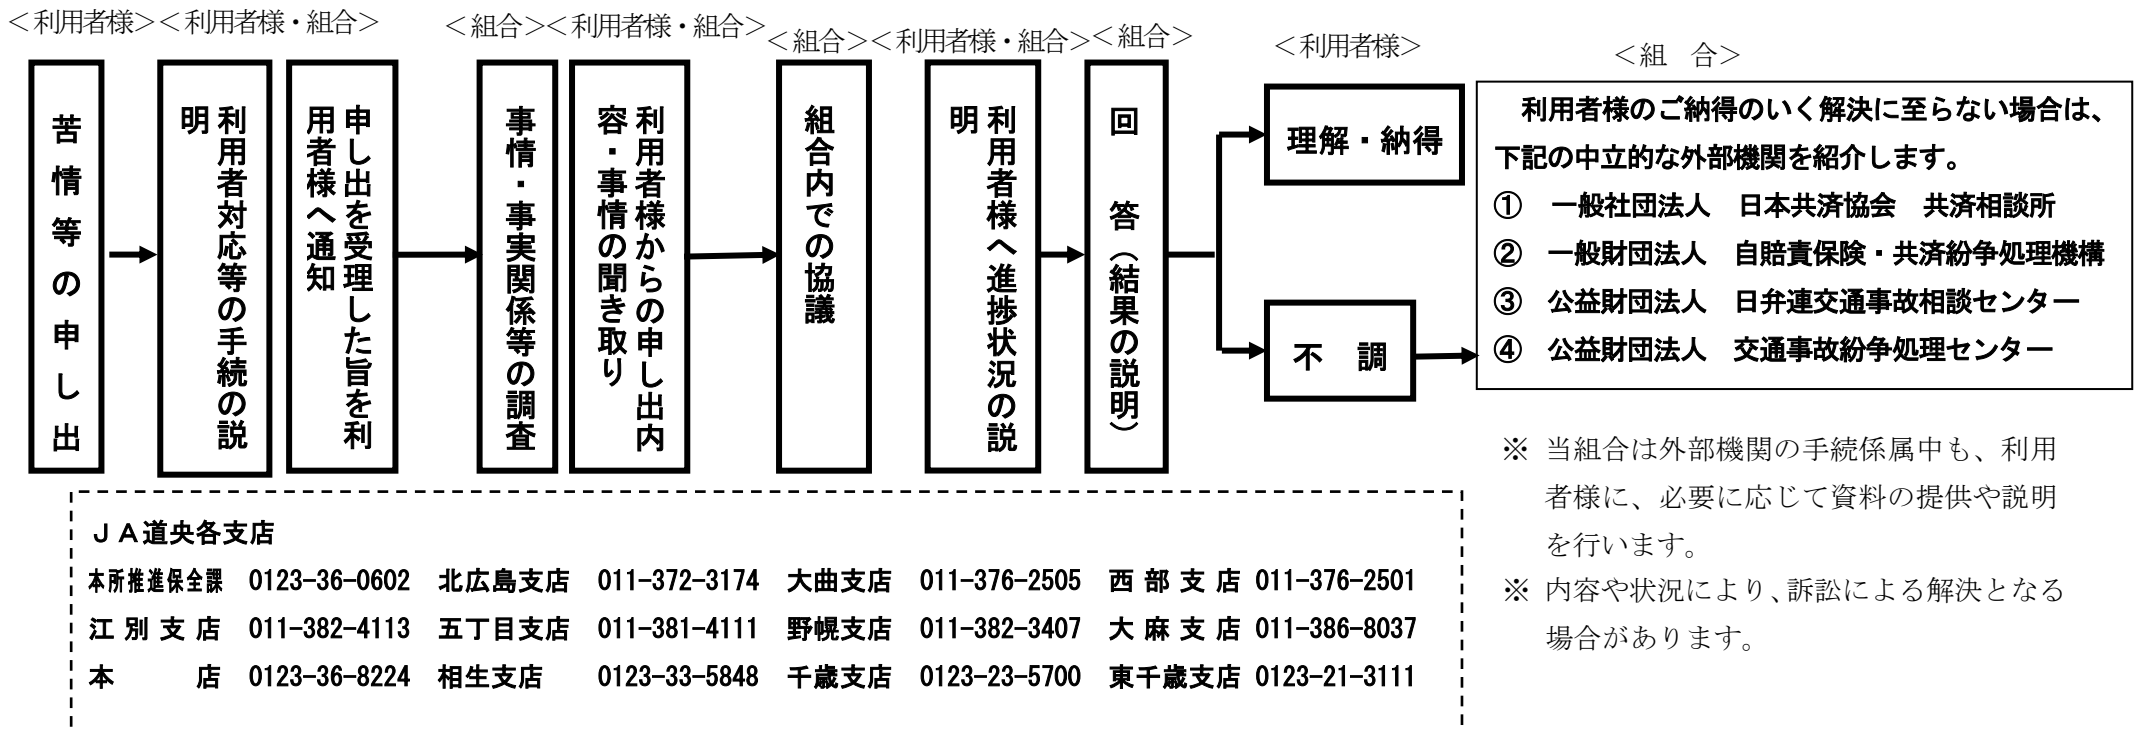 ＜利用者様＞＜利用者様・組合＞　＜組合＞＜利用者様・組合＞＜組合＞＜利用者様・組合＞＜組合＞　＜利用者様＞　＜組　合＞
苦情等の申し出
利用者対応等の手続の説
明
申し出を受理した旨を利
用者様へ通知
事情・事実関係等の調査
利用者様からの申し出内
容・事情の聞き取り
組合内での協議
利用者様へ進捗状況の説
明
回　答（結果の説明）
理解・納得
不　調
利用者様のご納得のいく解決に至らない場合は、
下記の中立的な外部機関を紹介します。
①　一般社団法人　日本共済協会　共済相談所
②　一般財団法人　自賠責保険・共済紛争処理機構
③　公益財団法人　日弁連交通事故相談センター
④　公益財団法人　交通事故紛争処理センター
※ 当組合は外部機関の手続係属中も、利用
者様に、必要に応じて資料の提供や説明
を行います。
※ 内容や状況により、訴訟による解決となる
場合があります。
ＪＡ道央各支店
本所推進保全課　0123-36-0602　北広島支店　011-372-3174　大曲支店　011-376-2505　西部支店 011-376-2501
江別支店　011-382-4113　五丁目支店　011-381-4111　野幌支店　011-382-3407　大麻支店 011-386-8037
本　　店　0123-36-8224　相生支店　0123-33-5848　千歳支店　0123-23-5700　東千歳支店 0123-21-3111